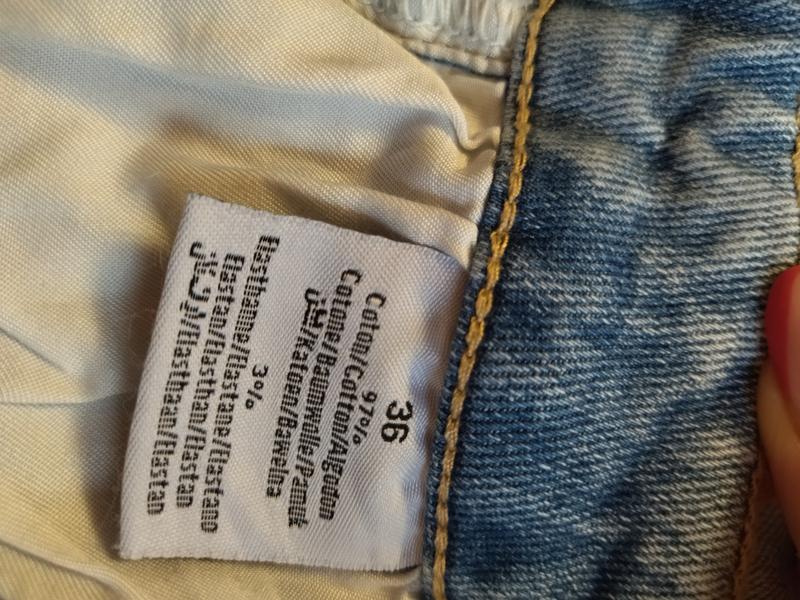 36
97%
Coton/Cotton/Algodon
Cotone/Baumwolle/Pamuk
قطن/Katoen/Bawełna
3%
Elasthanne/Elastane/Elastano
Elastan/Elasthan/Elastan
/Elasthaan/Elastan